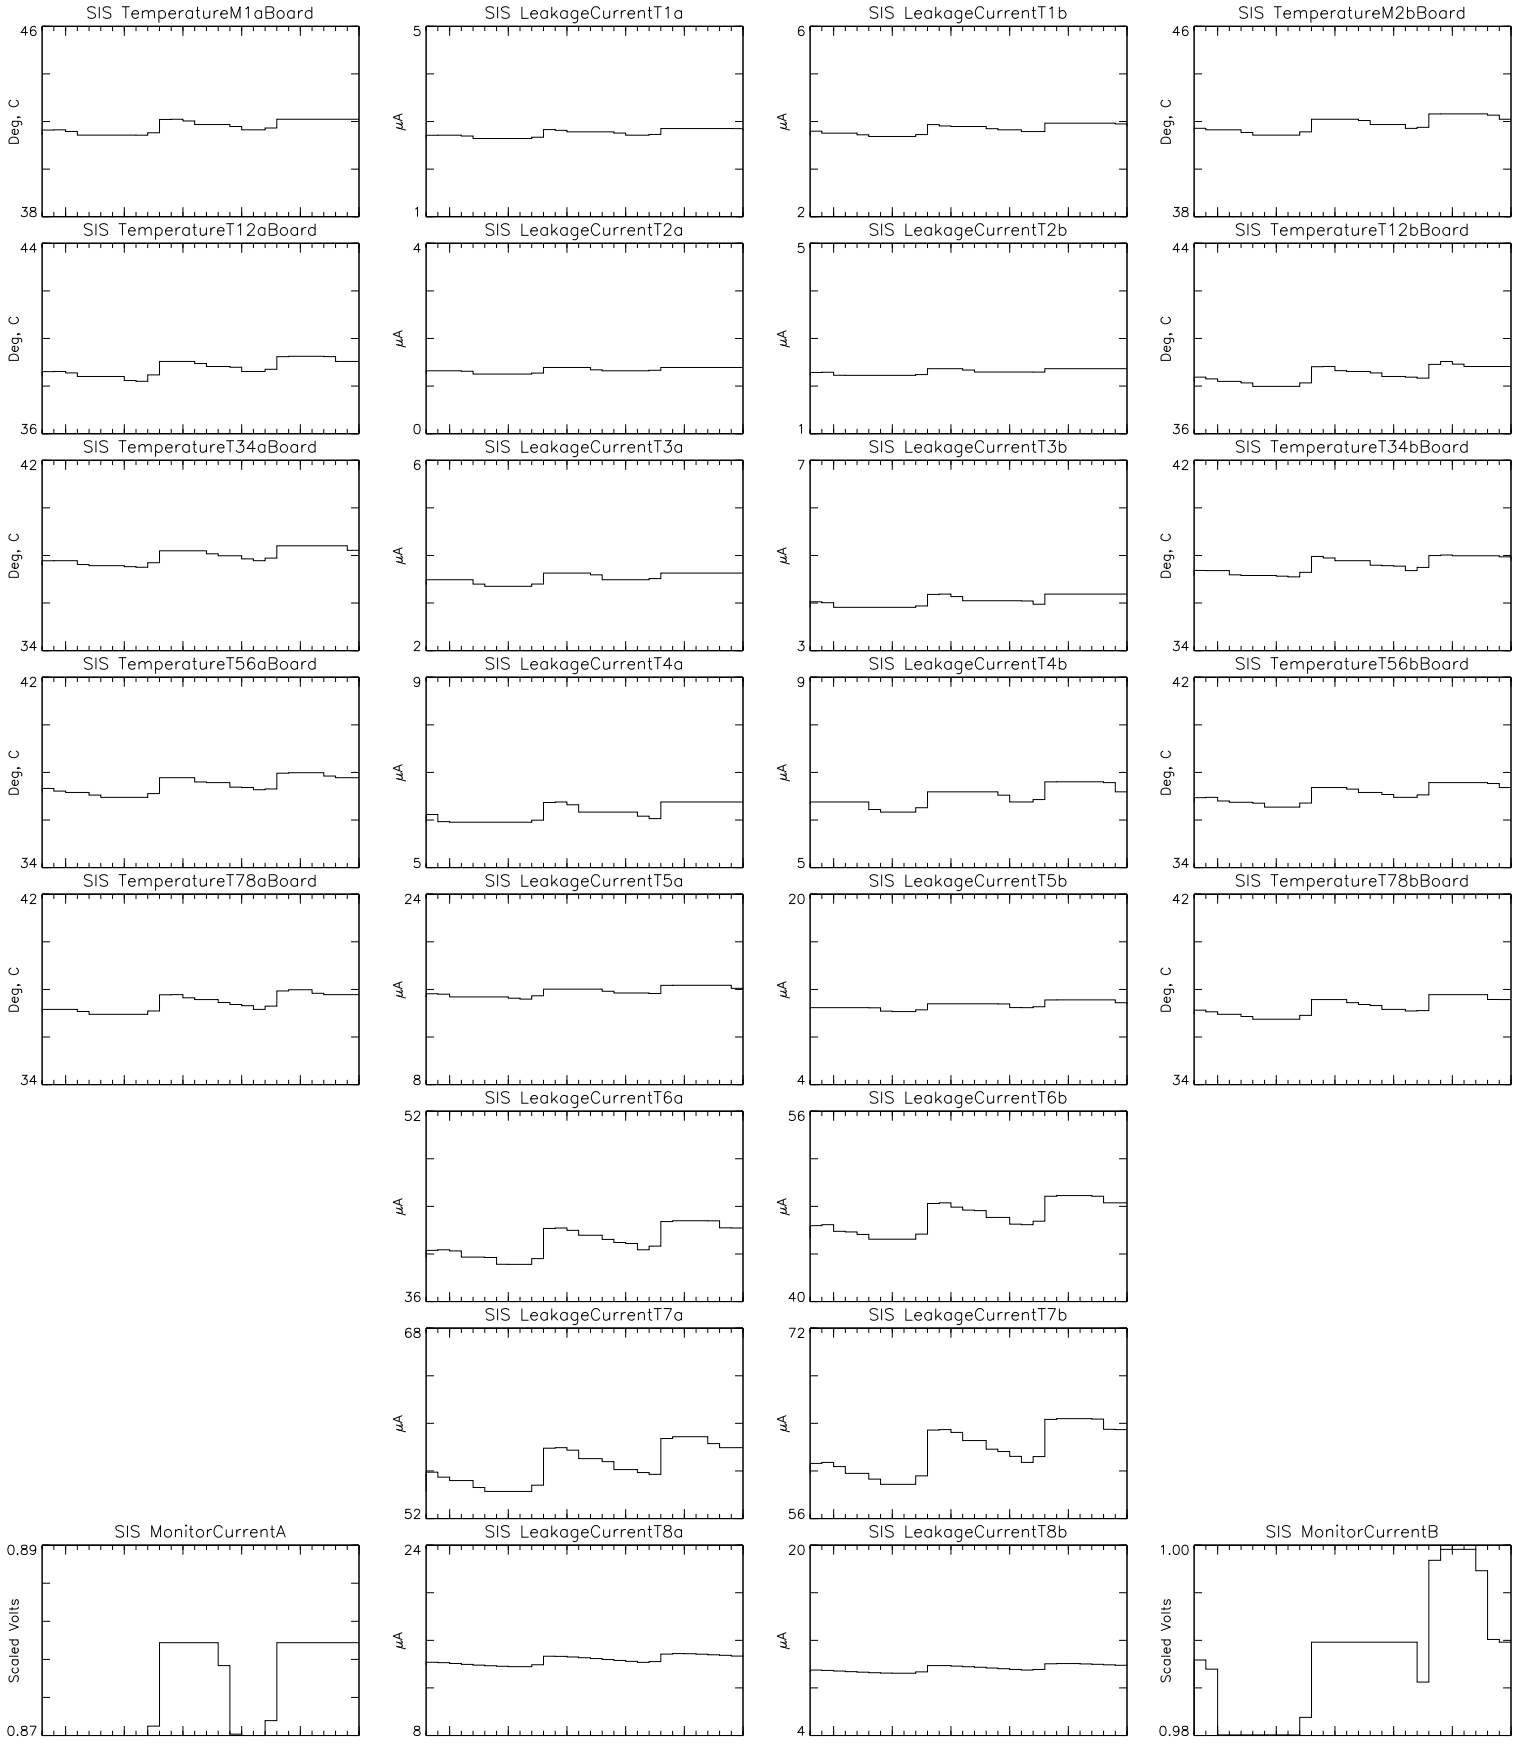 SIS TemperatureM1aBoard
46
Deg, C
38
SIS LeakageCurrentT1a
5
μA
1
SIS LeakageCurrentT1b
6
μA
2
SIS TemperatureM2bBoard
46
Deg, C
38
SIS TemperatureT12aBoard
44
Deg, C
36
SIS LeakageCurrentT2a
4
μA
0
SIS LeakageCurrentT2b
5
μA
1
SIS TemperatureT12bBoard
44
Deg, C
36
SIS TemperatureT34aBoard
42
Deg, C
34
SIS LeakageCurrentT3a
6
μA
2
SIS LeakageCurrentT3b
7
μA
3
SIS TemperatureT34bBoard
42
Deg, C
34
SIS TemperatureT56aBoard
42
Deg, C
34
SIS LeakageCurrentT4a
9
μA
5
SIS LeakageCurrentT4b
9
μA
5
SIS TemperatureT56bBoard
42
Deg, C
34
SIS TemperatureT78aBoard
42
Deg, C
34
SIS LeakageCurrentT5a
24
μA
8
SIS LeakageCurrentT5b
20
μA
4
SIS TemperatureT78bBoard
42
Deg, C
34
SIS LeakageCurrentT6a
52
μA
36
SIS LeakageCurrentT6b
56
μA
40
SIS LeakageCurrentT7a
68
μA
52
SIS LeakageCurrentT7b
72
μA
56
SIS MonitorCurrentA
0.89
Scaled Volts
0.87
SIS LeakageCurrentT8a
24
μA
8
SIS LeakageCurrentT8b
20
μA
4
SIS MonitorCurrentB
1.00
Scaled Volts
0.98